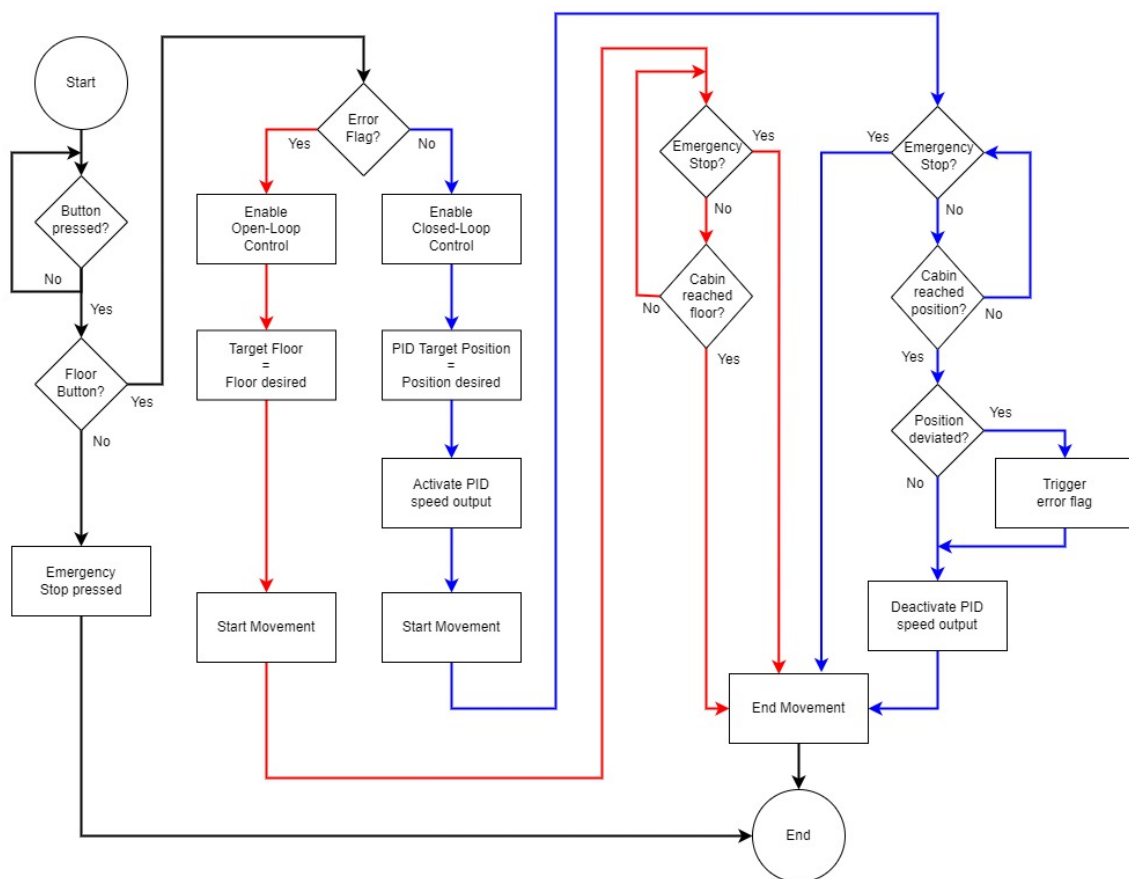 Start
Button
pressed?
No
Yes
Floor
Button?
Yes
No
Emergency
Stop pressed
Error
Flag?
Yes
No
Enable
Open-Loop
Control
Target Floor
=
Floor desired
Start Movement
Enable
Closed-Loop
Control
PID Target Position
=
Position desired
Activate PID
speed output
Start Movement
Emergency
Stop?
Yes
No
Cabin
reached
floor?
No
Yes
Emergency
Stop?
Yes
No
Cabin
reached
position?
No
Yes
Position
deviated?
Yes
No
Trigger
error flag
Deactivate PID
speed output
End Movement
End